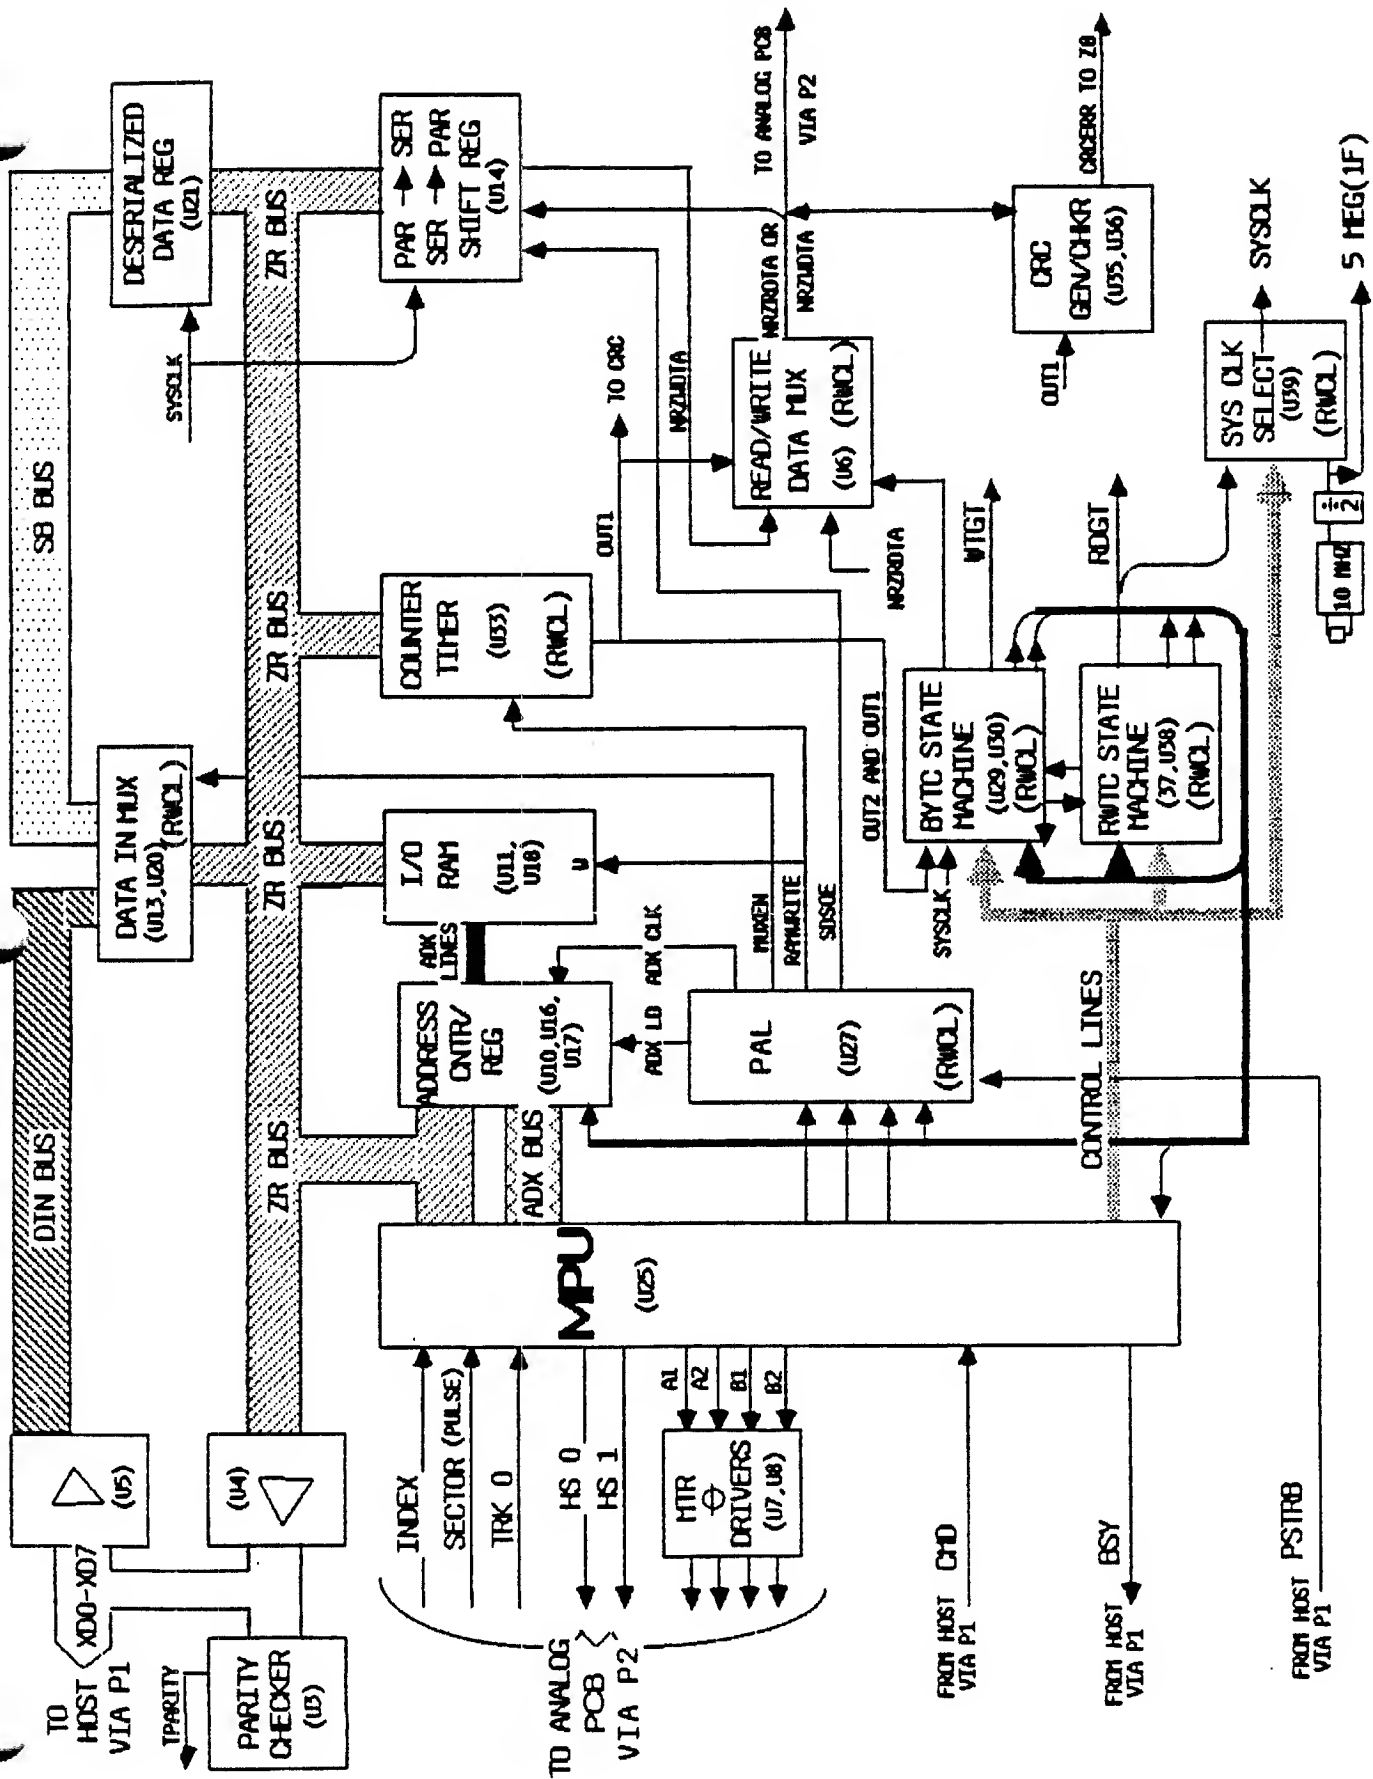 TO
HOST
VIA P1
XD0-XD7
TPARITY
PARITY
CHECKER
(U3)
(U5)
(U4)
DIN BUS
ZR BUS
DATA IN MUX
(U13,U20)
(RWCL)
SB BUS
ZR BUS
ZR BUS
ZR BUS
DESERIALIZED
DATA REG
(U21)
SYSCLK
PAR → SER
SER → PAR
SHIFT REG
(U14)
INDEX
SECTOR (PULSE)
TRK 0
HS 0
HS 1
TO ANALOG
PCB
VIA P2
MTR
Φ
DRIVERS
(U7,U8)
A1
A2
B1
B2
MPU
(U25)
FROM HOST
VIA P1
CMD
FROM HOST
VIA P1
BSY
FROM HOST
VIA P1
PSTRB
ADDRESS
CNTR/
REG
(U10,U16,
U17)
ADX BUS
ADX
LINES
I/O
RAM
(U11,
U18)
W
ADX LD
ADX CLK
PAL
(U27)
(RWCL)
MUXEN
RAMWRITE
SDSOE
COUNTER
TIMER
(U33)
(RWCL)
OUT1
TO CRC
NRZWDTA
OUT2 AND OUT1
SYSCLK
CONTROL LINES
BYTC STATE
MACHINE
(U29,U30)
(RWCL)
RWTC STATE
MACHINE
(37,U38)
(RWCL)
WTGT
RDGT
NRZRDTA
READ/WRITE
DATA MUX
(U6) (RWCL)
NRZRDTA OR
NRZWDTA
TO ANALOG PCB
VIA P2
OUT1
CRC
GEN/CHKR
(U35,U36)
CRCERR TO Z8
SYS CLK
SELECT
(U39)
(RWCL)
SYSCLK
10 MHZ
÷
2
5 MEG(1F)